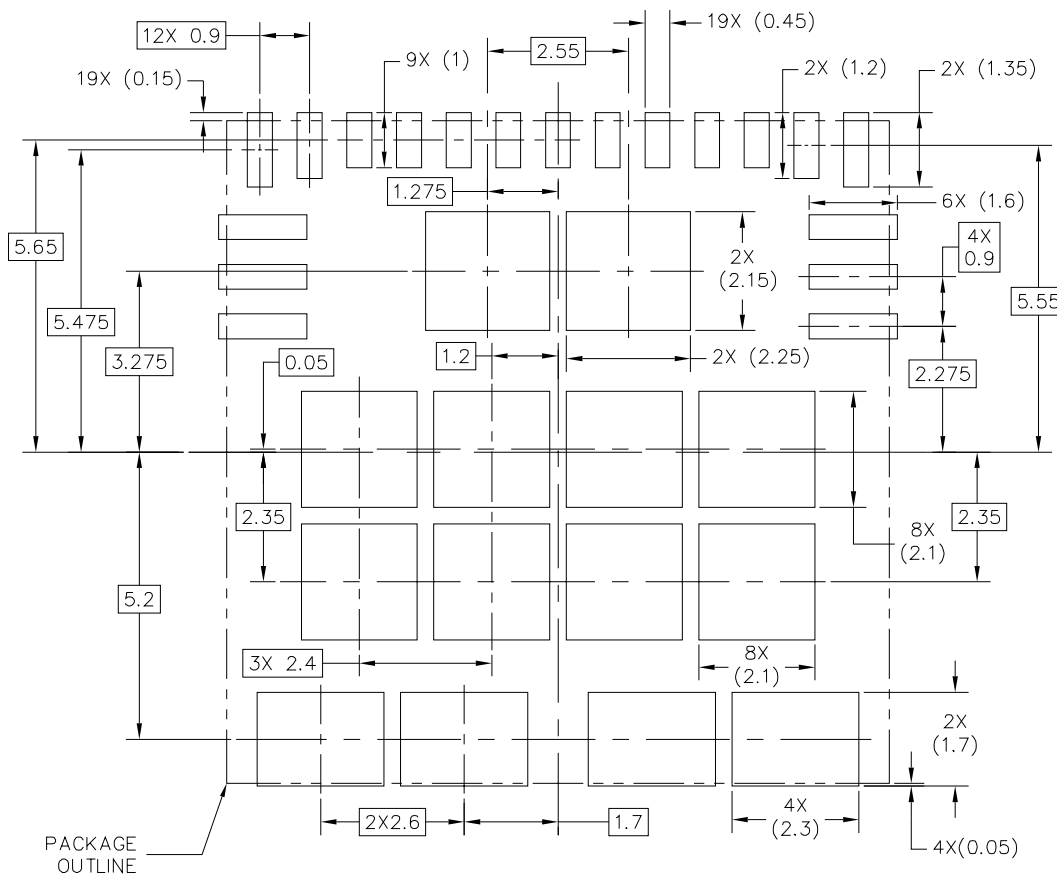 12X 0.9
2.55
19X (0.45)
9X (1)
2X (1.2)
2X (1.35)
19X (0.15)
1.275
6X (1.6)
5.65
2X
(2.15)
4X
0.9
5.55
5.475
3.275
0.05
1.2
2X (2.25)
2.275
2.35
2.35
8X
(2.1)
5.2
3X 2.4
8X
(2.1)
2X
(1.7)
2X2.6
1.7
4X
(2.3)
4X(0.05)
PACKAGE
OUTLINE